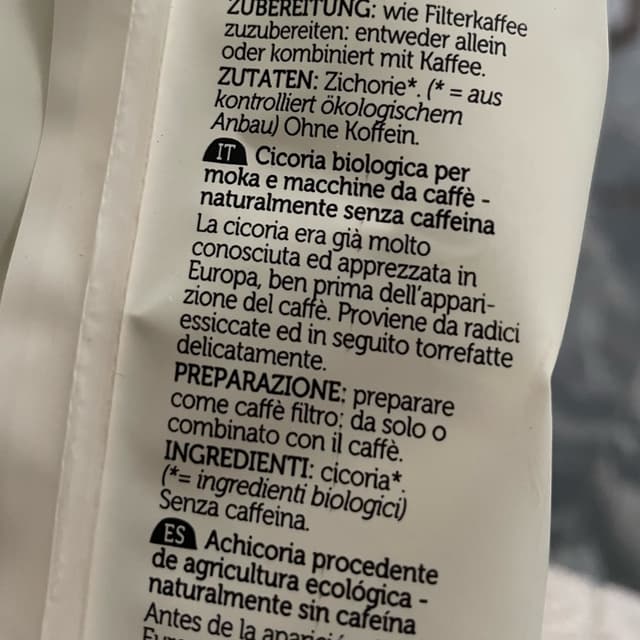 ZUBEREITUNG: wie Filterkaffee
zuzubereiten: entweder allein
oder kombiniert mit Kaffee.
ZUTATEN: Zichorie*. (* = aus
kontrolliert ökologischem
Anbau) Ohne Koffein.
IT Cicoria biologica per
moka e macchine da caffè -
naturalmente senza caffeina
La cicoria era già molto
conosciuta ed apprezzata in
Europa, ben prima dell'appari-
zione del caffè. Proviene da radici
essiccate ed in seguito torrefatte
delicatamente.
PREPARAZIONE: preparare
come caffè filtro; da solo o
combinato con il caffè.
INGREDIENTI: cicoria*.
(*= ingredienti biologici)
Senza caffeina.
ES Achicoria procedente
de agricultura ecológica -
naturalmente sin cafeína
Antes de la